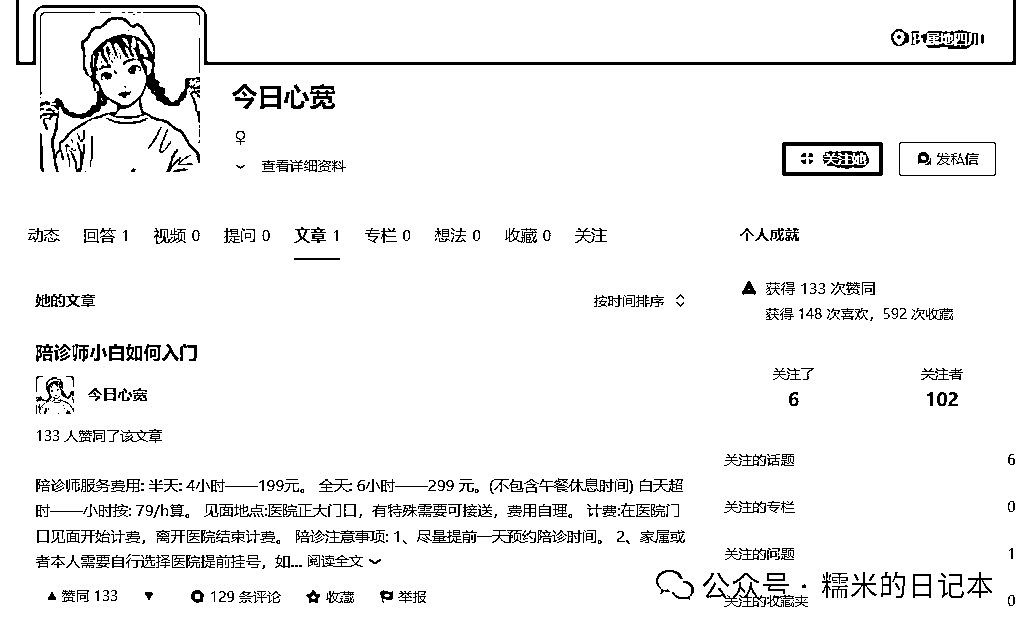 今日心宽
♀
查看详细资料
关注她
发私信
动态 回答 1 视频 0 提问 0 文章 1 专栏 0 想法 0 收藏 0 关注
她的文章
按时间排序
陪诊师小白如何入门
今日心宽
133 人赞同了该文章
陪诊师服务费用: 半天: 4小时——199元。 全天: 6小时——299 元。(不包含午餐休息时间) 白天超
时——小时按: 79/h算。 见面地点:医院正大门口，有特殊需要可接送，费用自理。 计费:在医院门
口见面开始计费，离开医院结束计费。 陪诊注意事项: 1、尽量提前一天预约陪诊时间。 2、家属或
者本人需要自行选择医院提前挂号，如... 阅读全文
赞同 133 129 条评论 收藏 举报
个人成就
获得 133 次赞同
获得 148 次喜欢，592 次收藏
关注了 关注者
6 102
关注的话题 6
关注的专栏 0
关注的问题 1
关注的收藏夹 0
公众号 · 糯米的日记本